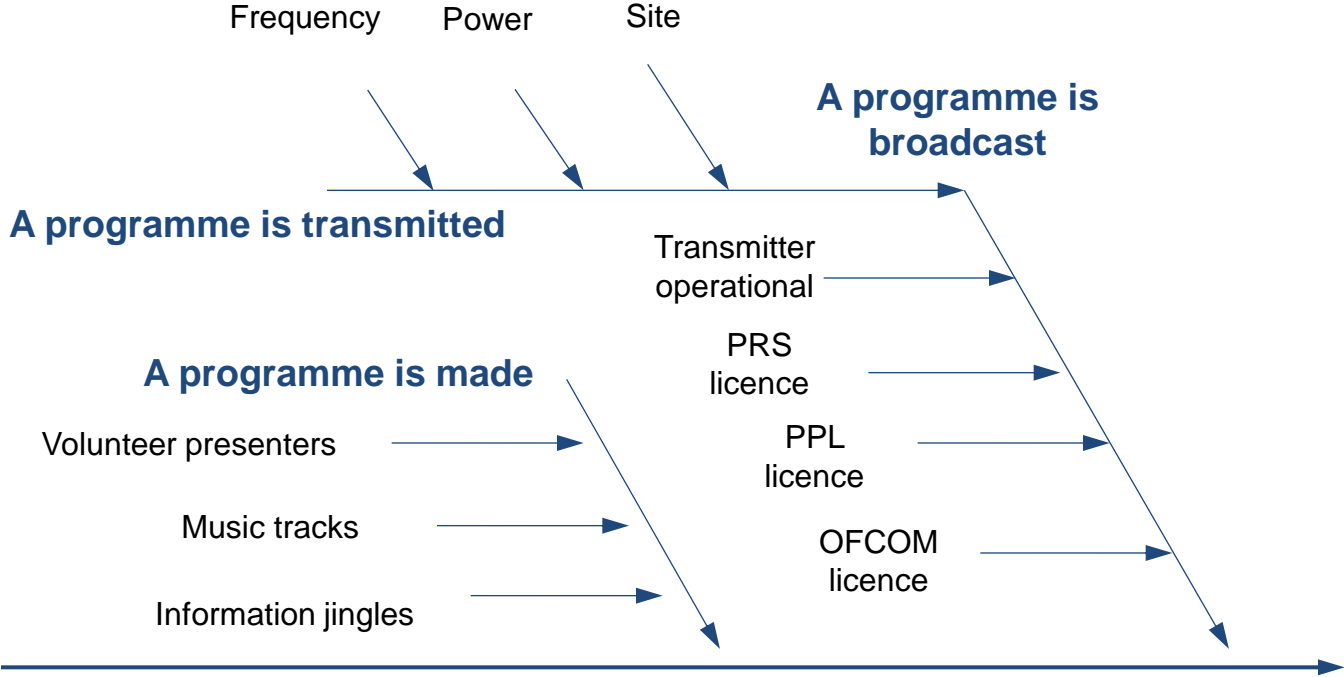 Frequency
Power
Site
A programme is
broadcast
A programme is transmitted
Transmitter
operational
PRS
licence
A programme is made
Volunteer presenters
PPL
licence
Music tracks
OFCOM
licence
Information jingles